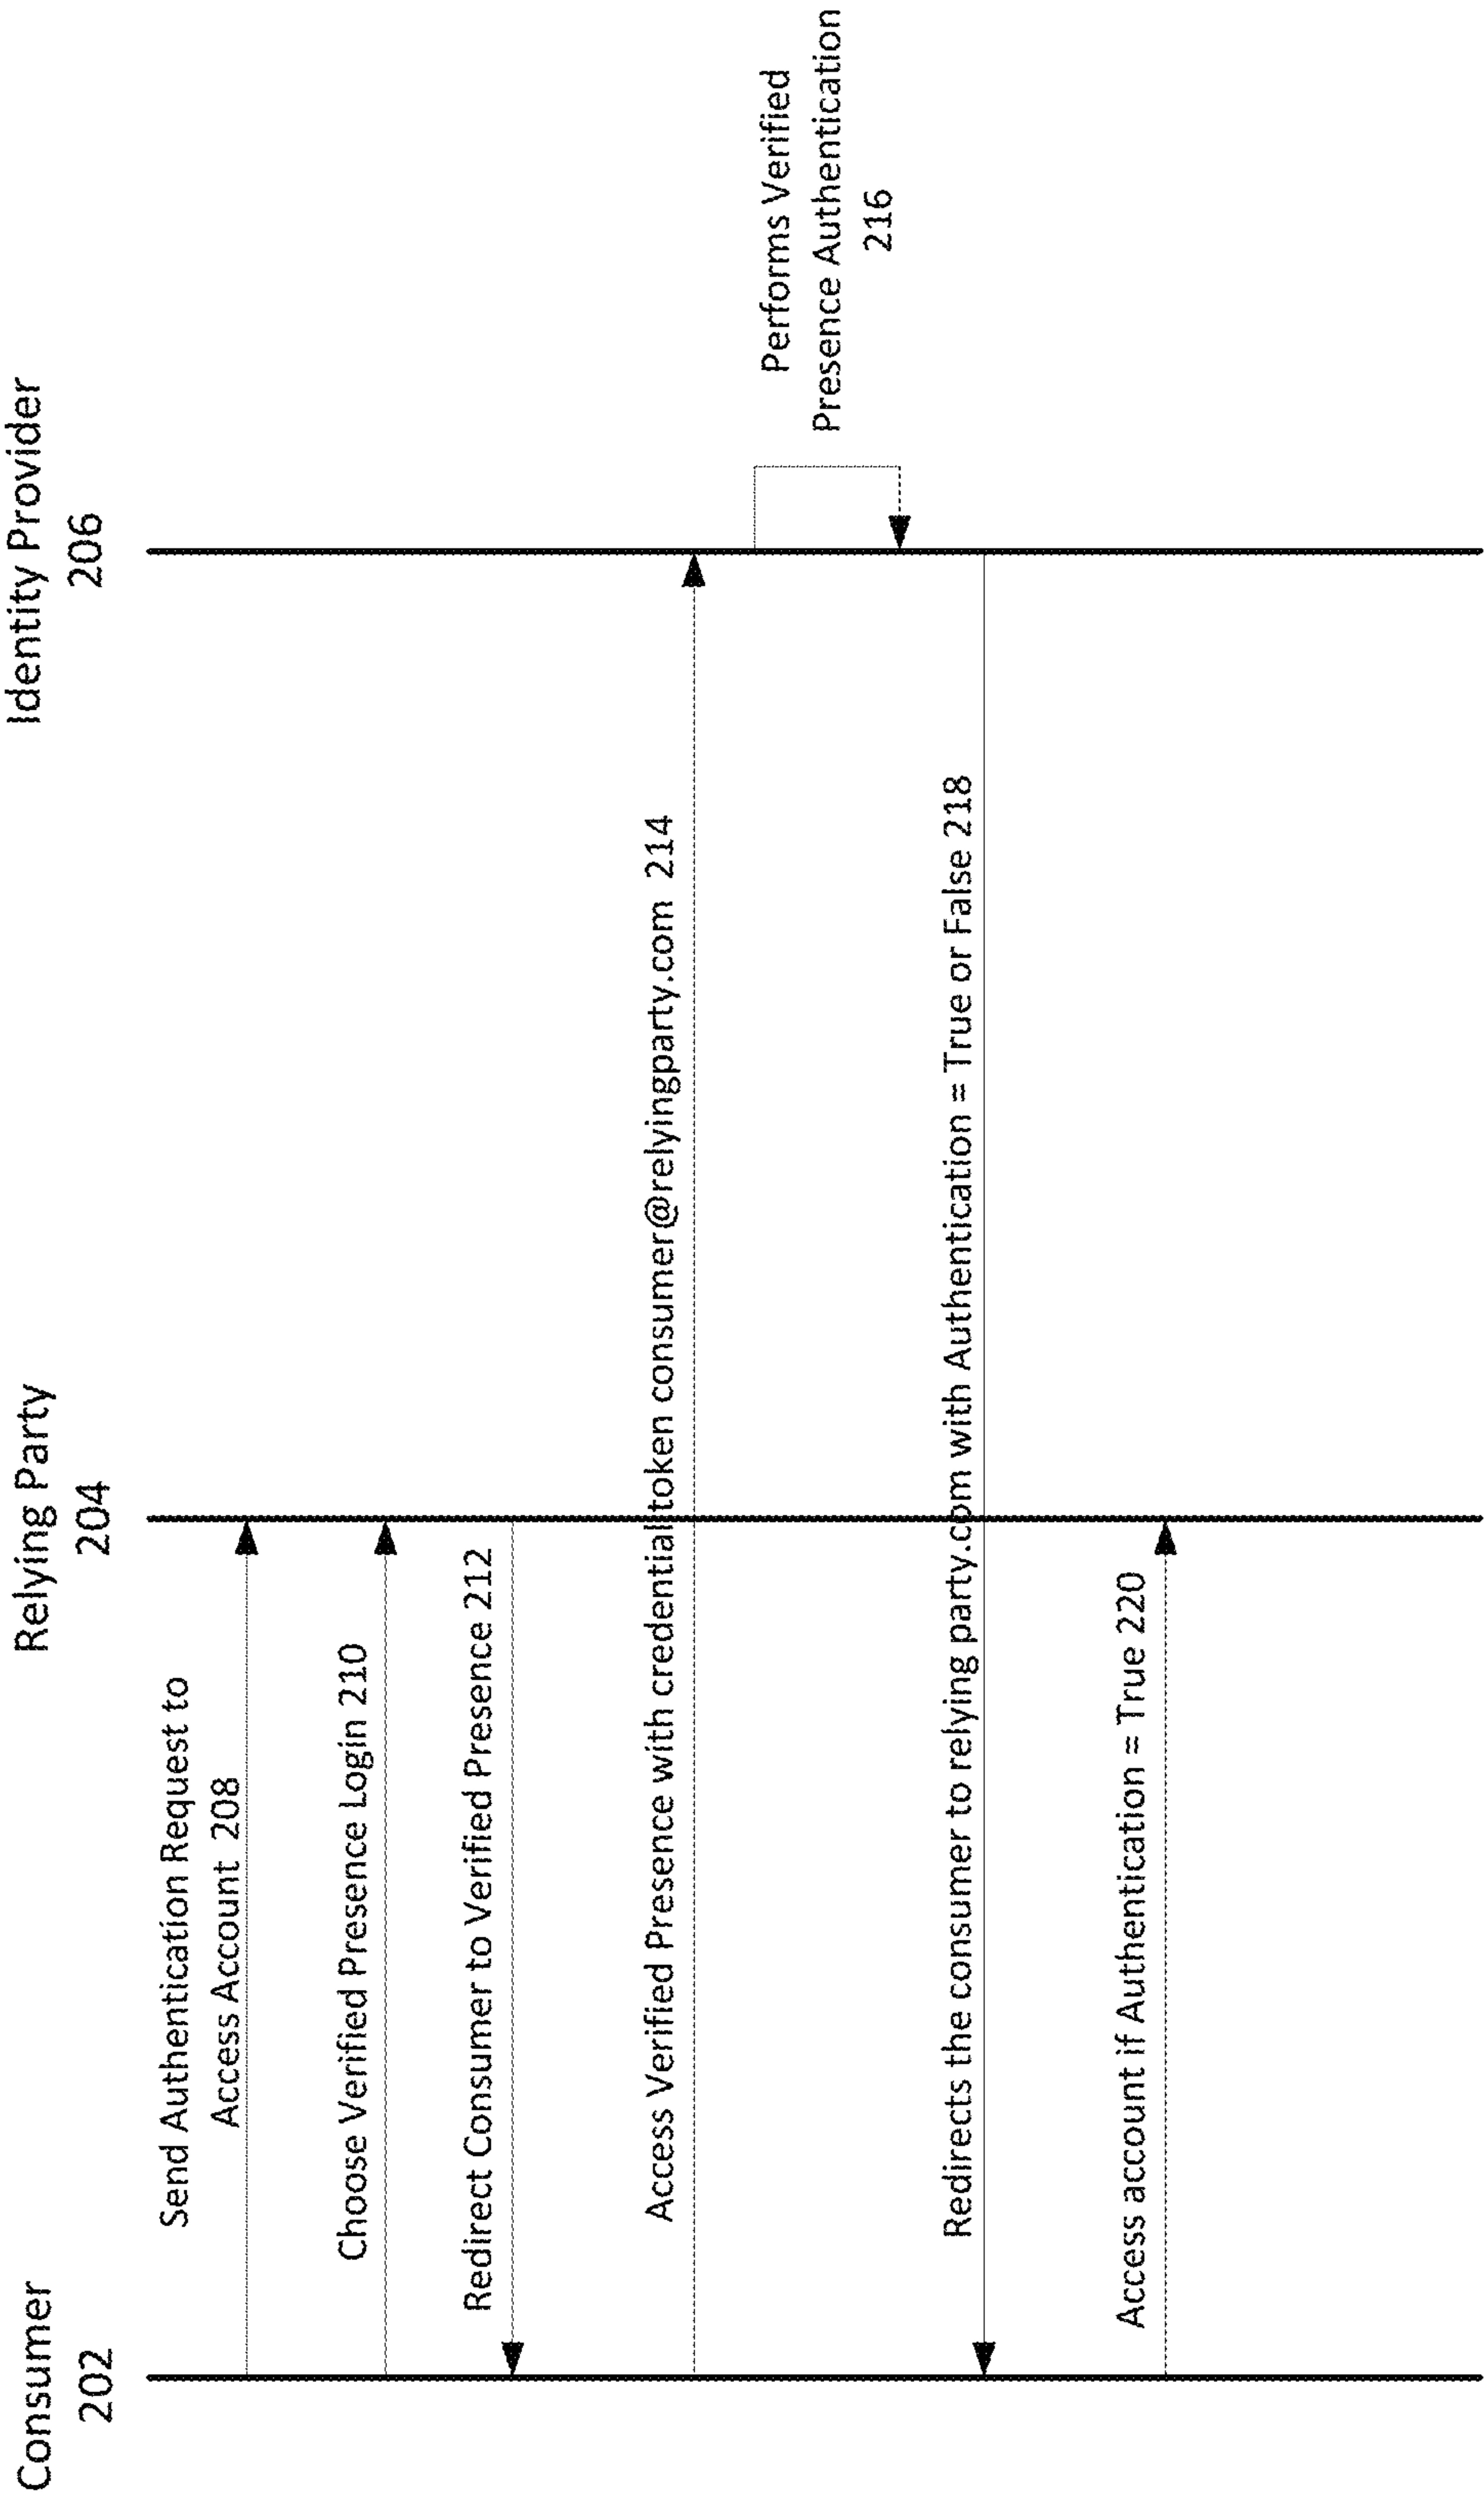 Consumer
202
Relying Party
204
Identity Provider
206
Send Authentication Request to
Access Account 208
Choose Verified Presence Login 210
Redirect Consumer to Verified Presence 212
Access Verified Presence with credential token consumer@relyingparty.com 214
Performs Verified
Presence Authentication
216
Redirects the consumer to relying party.com with Authentication = True or False 218
Access account if Authentication = True 220